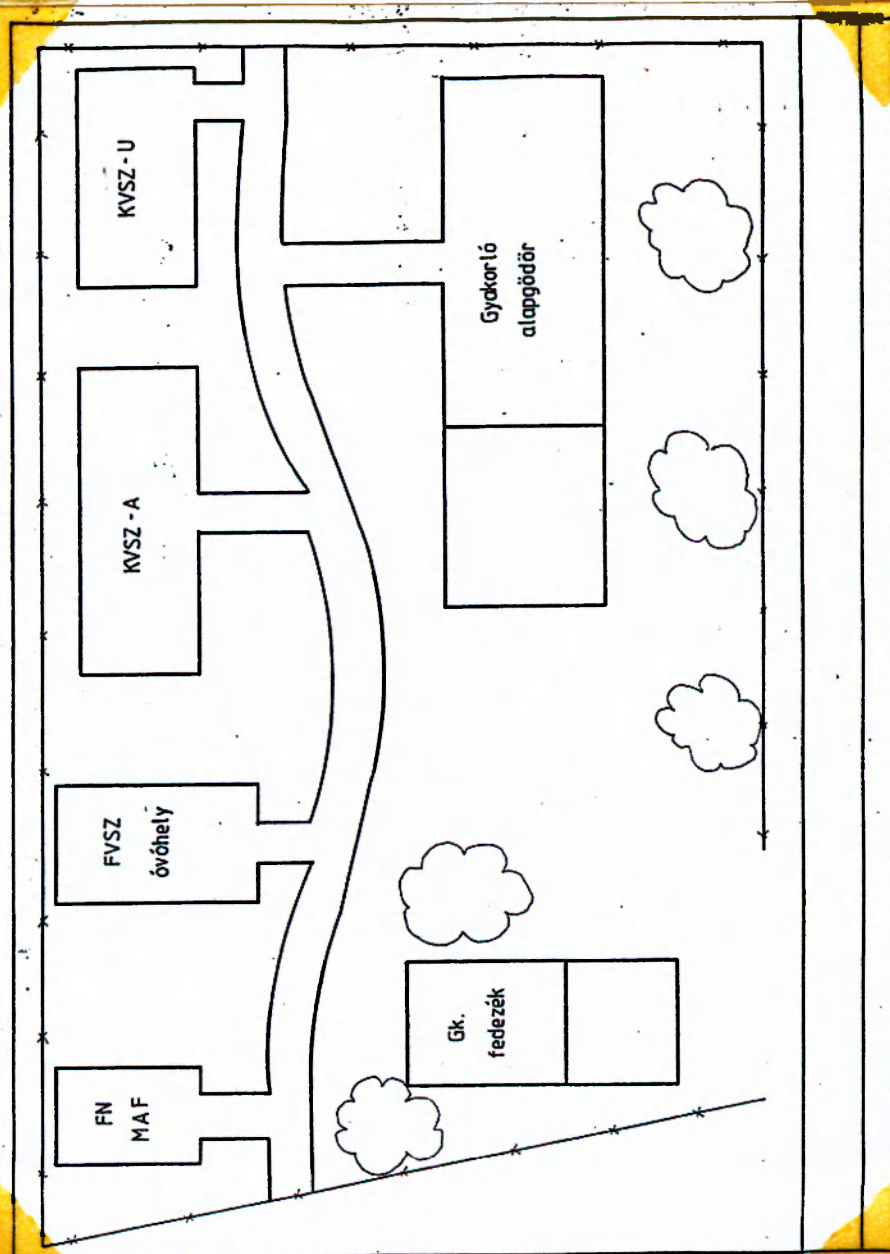 FN
MAF
FVSZ
óvóhely
KVSZ - A
KVSZ - U
Gk.
fedezék
Gyakorló
alapgödör